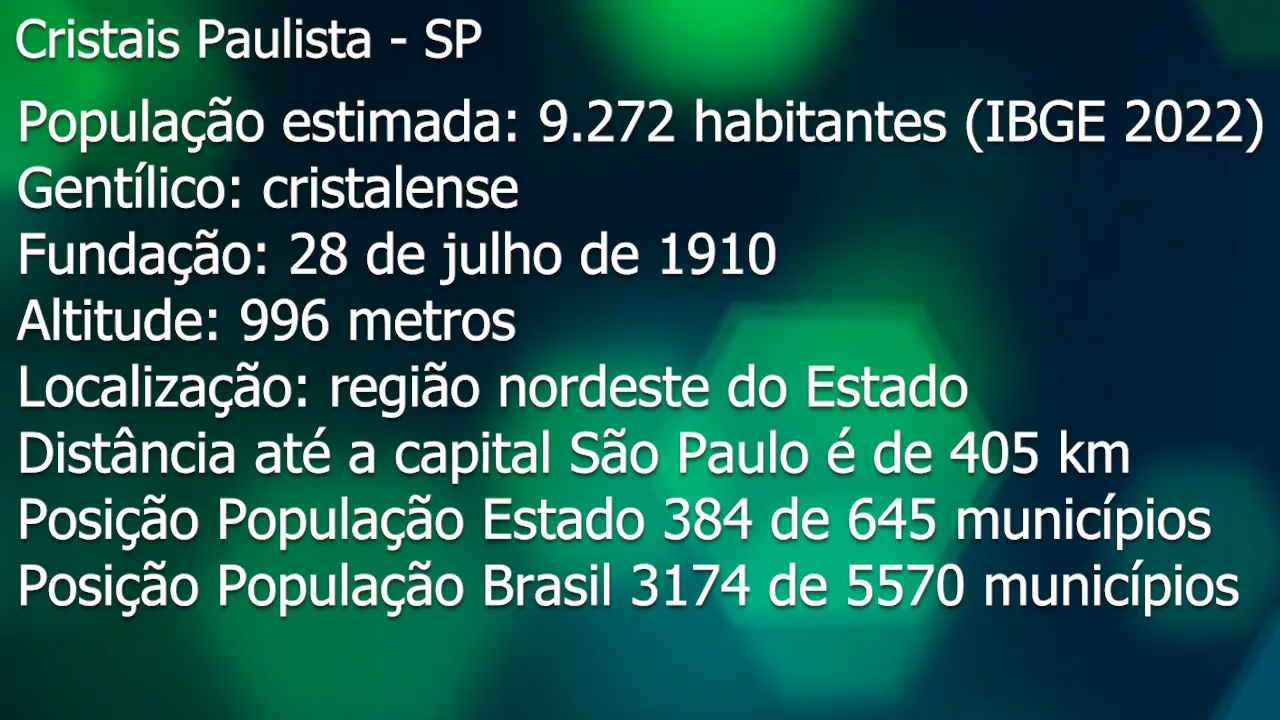 Cristais Paulista - SP
População estimada: 9.272 habitantes (IBGE 2022)
Gentílico: cristalense
Fundação: 28 de julho de 1910
Altitude: 996 metros
Localização: região nordeste do Estado
Distância até a capital São Paulo é de 405 km
Posição População Estado 384 de 645 municípios
Posição População Brasil 3174 de 5570 municípios